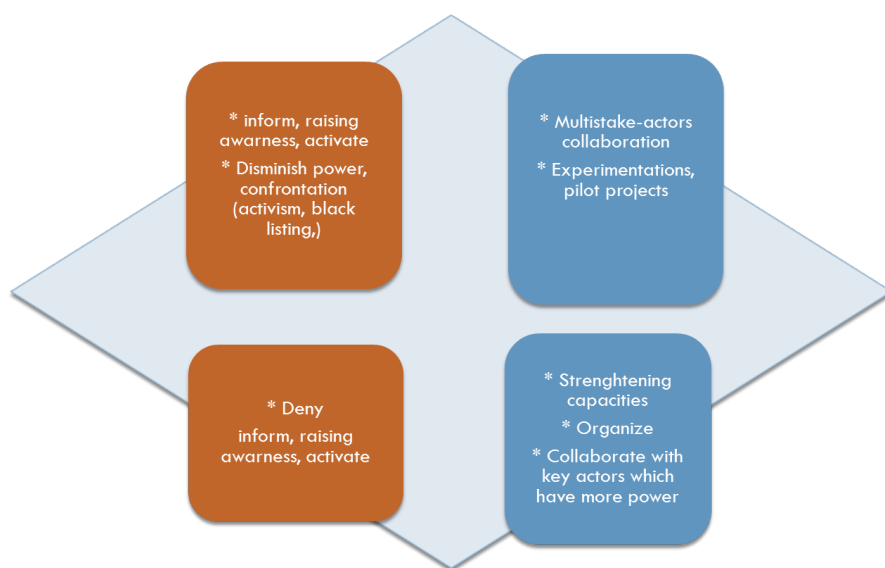 * inform, raising
awarness, activate
* Disminish power,
confrontation
(activism, black
listing,)
* Multistake-actors
collaboration
* Experimentations,
pilot projects
* Deny
inform, raising
awarness, activate
* Strenghtening
capacities
* Organize
* Collaborate with
key actors which
have more power